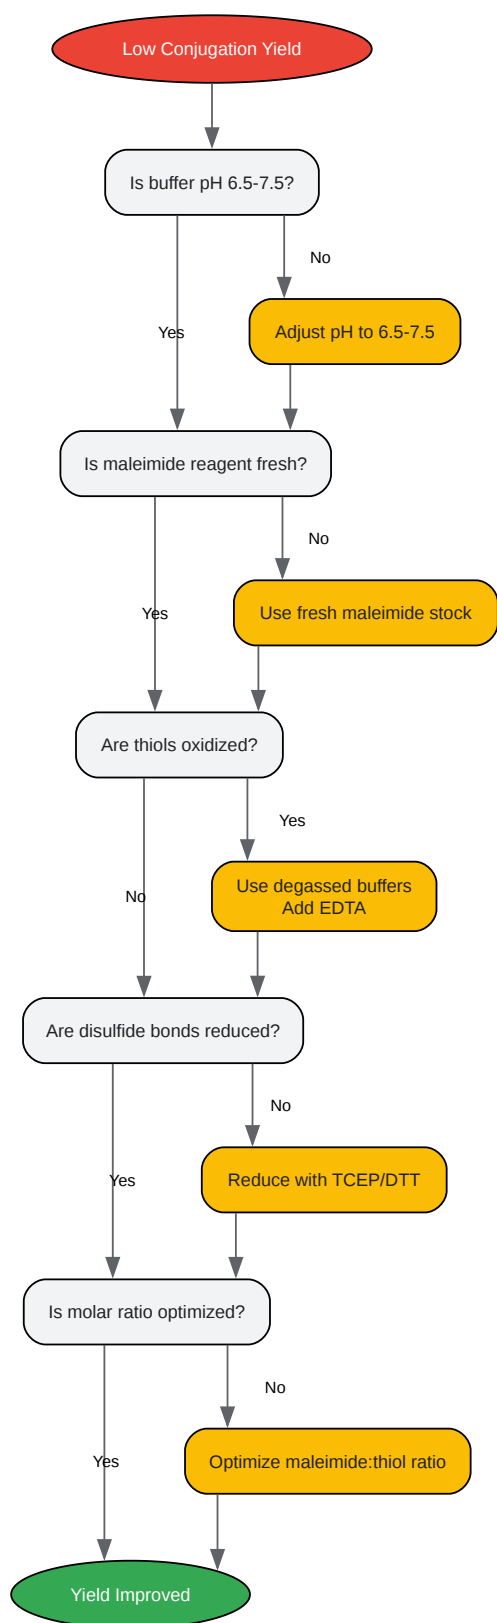 Low Conjugation Yield
Is buffer pH 6.5-7.5?
No
Yes
Adjust pH to 6.5-7.5
Is maleimide reagent fresh?
No
Yes
Use fresh maleimide stock
Are thiols oxidized?
Yes
No
Use degassed buffers
Add EDTA
Are disulfide bonds reduced?
No
Yes
Reduce with TCEP/DTT
Is molar ratio optimized?
No
Yes
Optimize maleimide:thiol ratio
Yield Improved